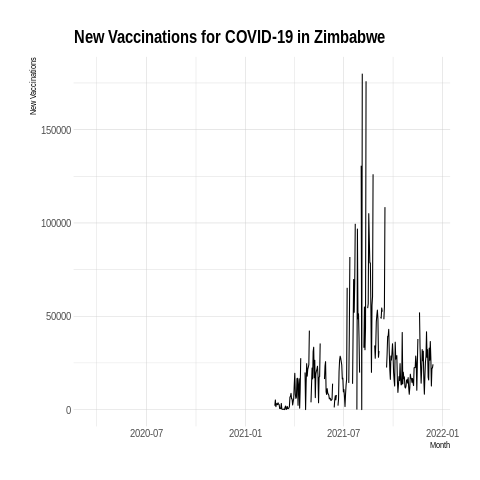 New Vaccinations for COVID-19 in Zimbabwe
New Vaccinations
150000
100000
50000
0
2020-07 2021-01 2021-07 2022-01
Month